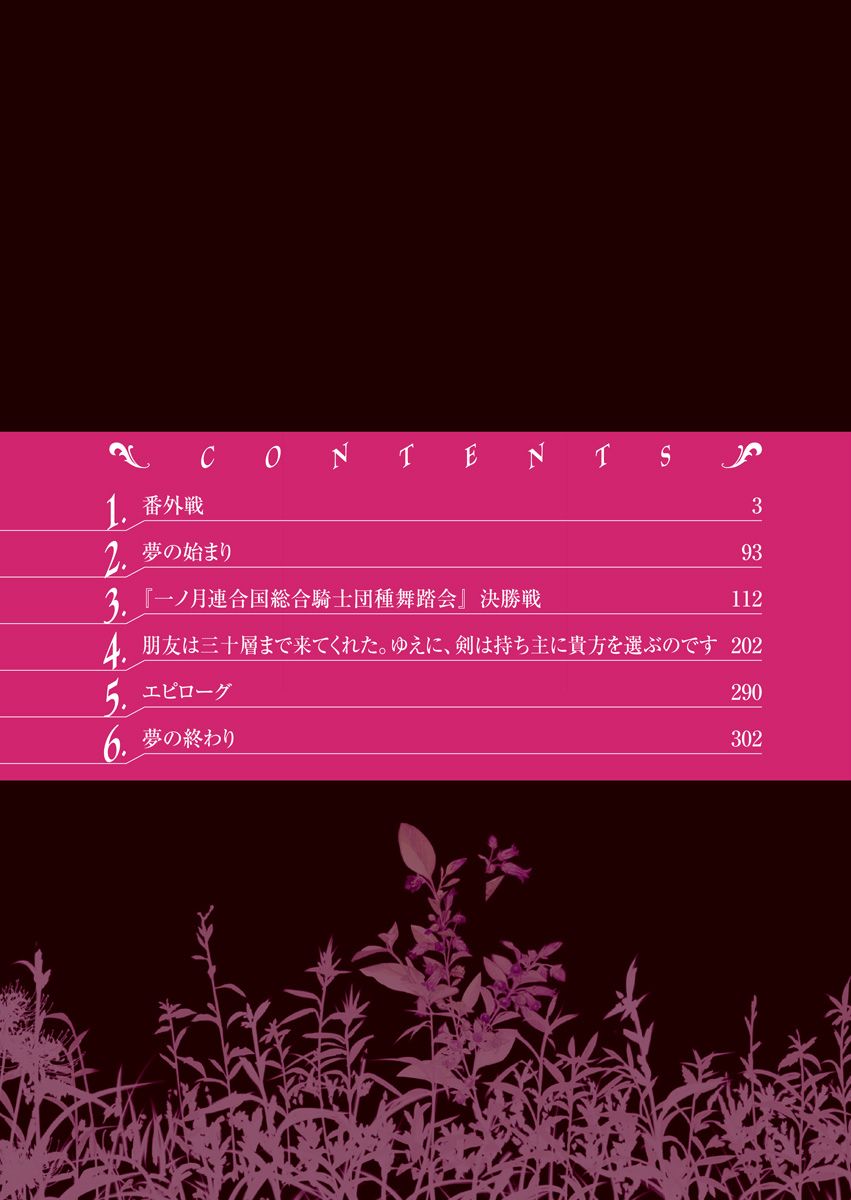 CONTENTS
1. 番外戦 3
2. 夢の始まり 93
3. 『一ノ月連合国総合騎士団種舞踏会』 決勝戦 112
4. 朋友は三十層まで来てくれた。ゆえに、剣は持ち主に貴方を選ぶのです 202
5. エピローグ 290
6. 夢の終わり 302